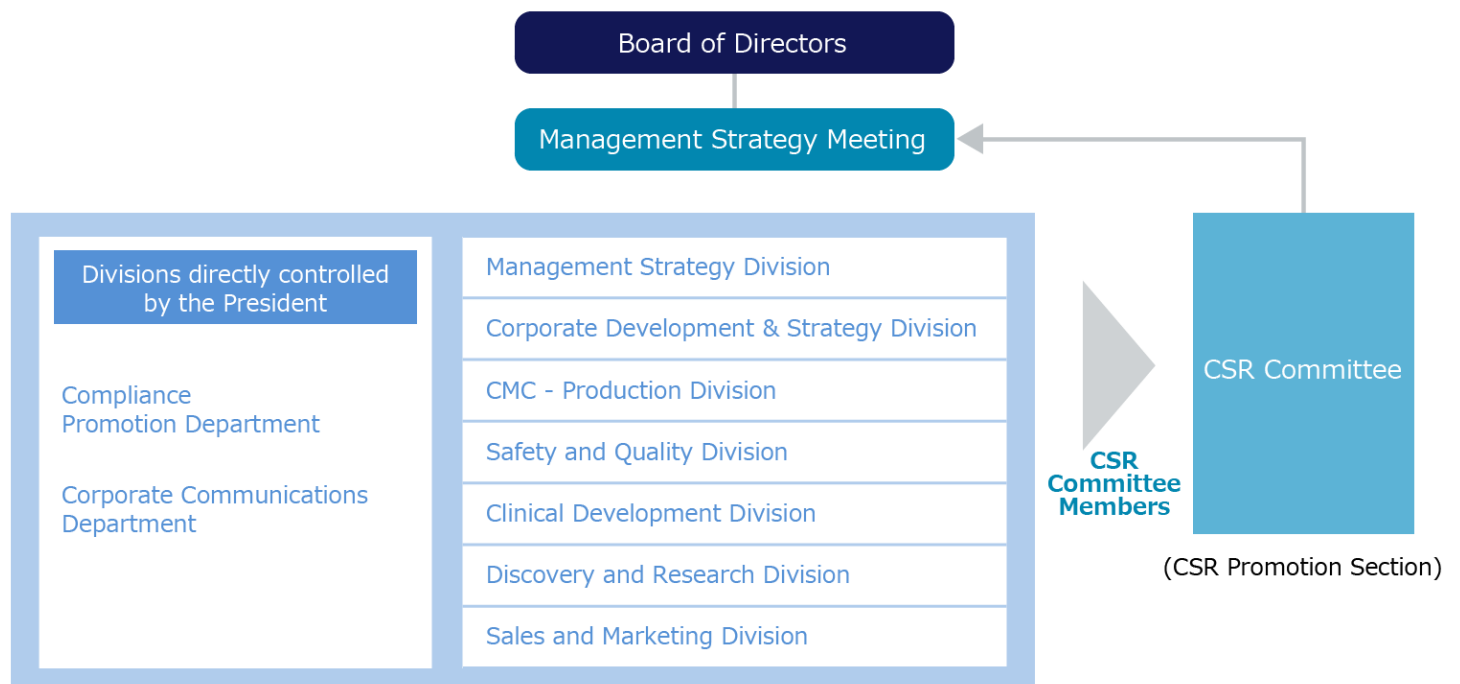 Board of Directors
Management Strategy Meeting
Divisions directly controlled
by the President
Compliance
Promotion Department
Corporate Communications
Department
Management Strategy Division
Corporate Development & Strategy Division
CMC - Production Division
Safety and Quality Division
Clinical Development Division
Discovery and Research Division
Sales and Marketing Division
CSR
Committee
Members
CSR Committee
(CSR Promotion Section)